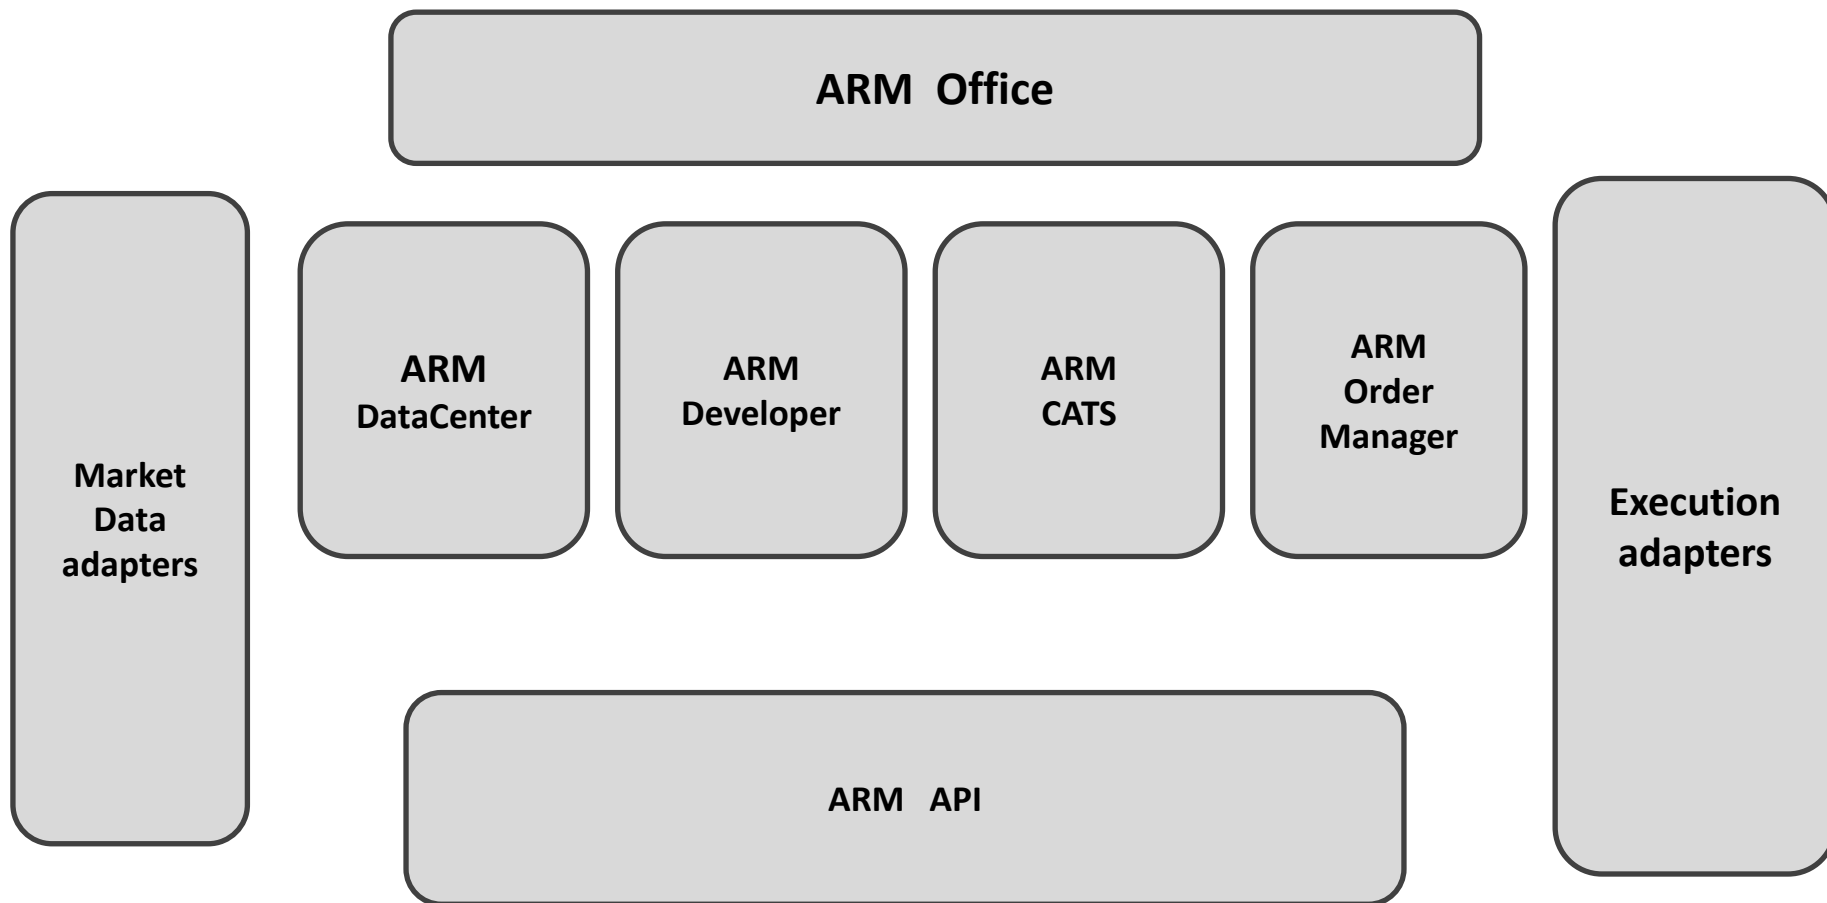 ARM Office
Market
Data
adapters
ARM
DataCenter
ARM
Developer
ARM
CATS
ARM
Order
Manager
Execution
adapters
ARM API